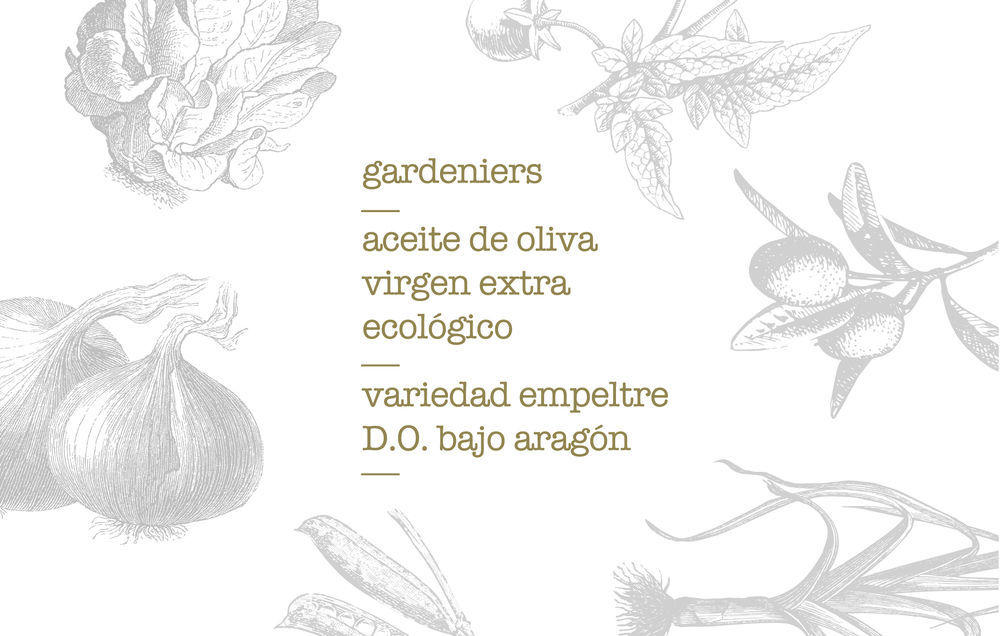 gardeniers
aceite de oliva
virgen extra
ecológico
variedad empeltre
D.O. bajo aragón